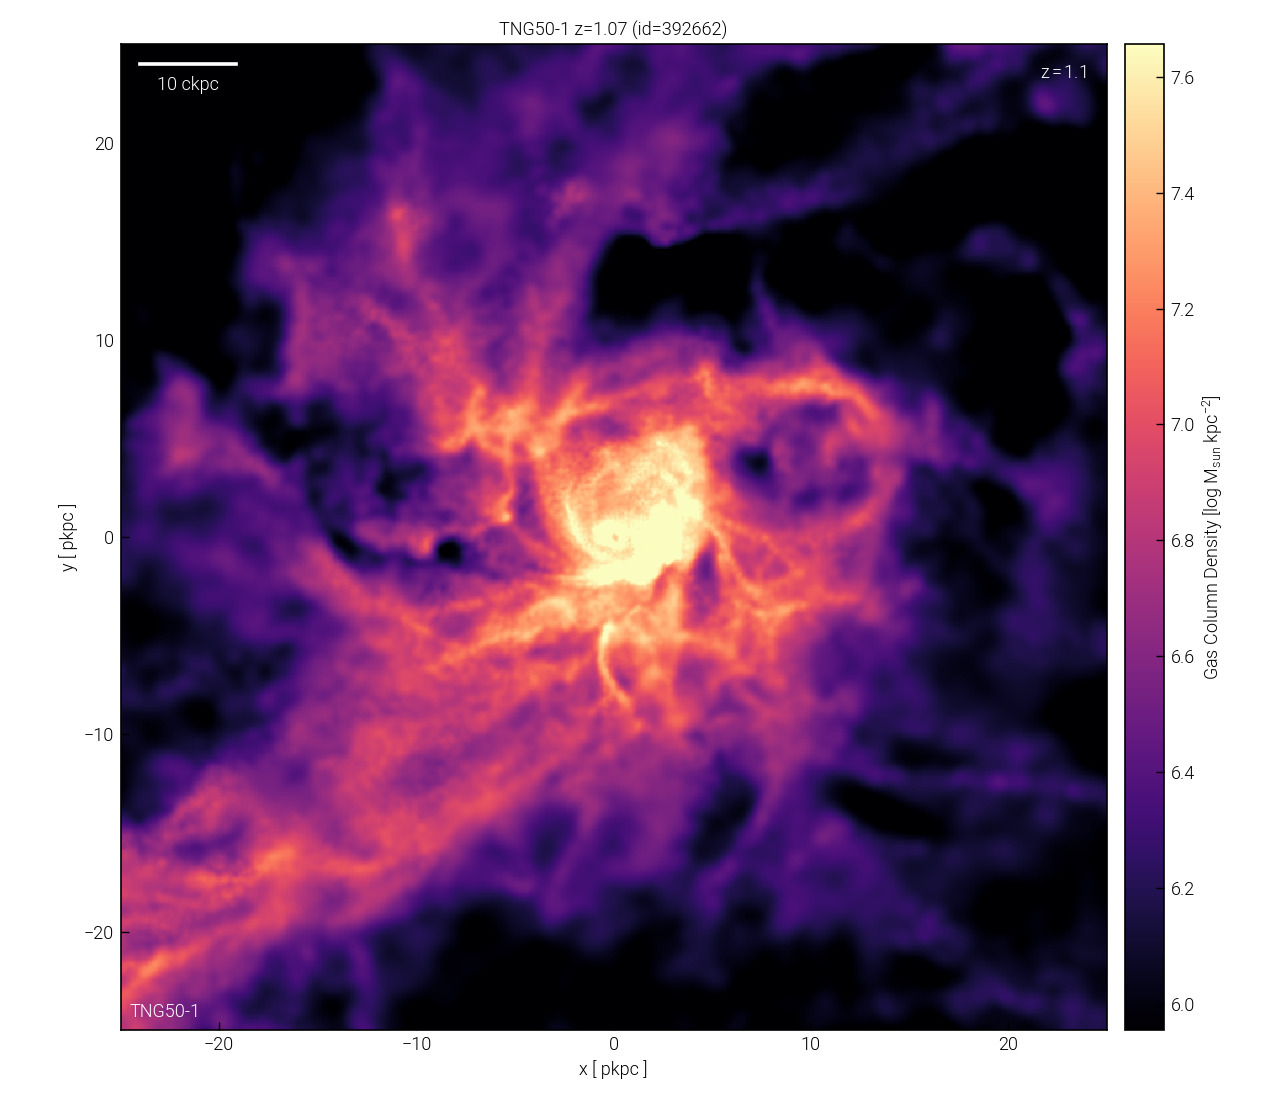 TNG50-1 z=1.07 (id=392662)
10 ckpc
z=1.1
20
10
0
−10
−20
y [ pkpc ]
TNG50-1
−20
−10
0
10
20
x [ pkpc ]
7.6
7.4
7.2
7.0
6.8
6.6
6.4
6.2
6.0
Gas Column Density [log M_sun kpc⁻²]